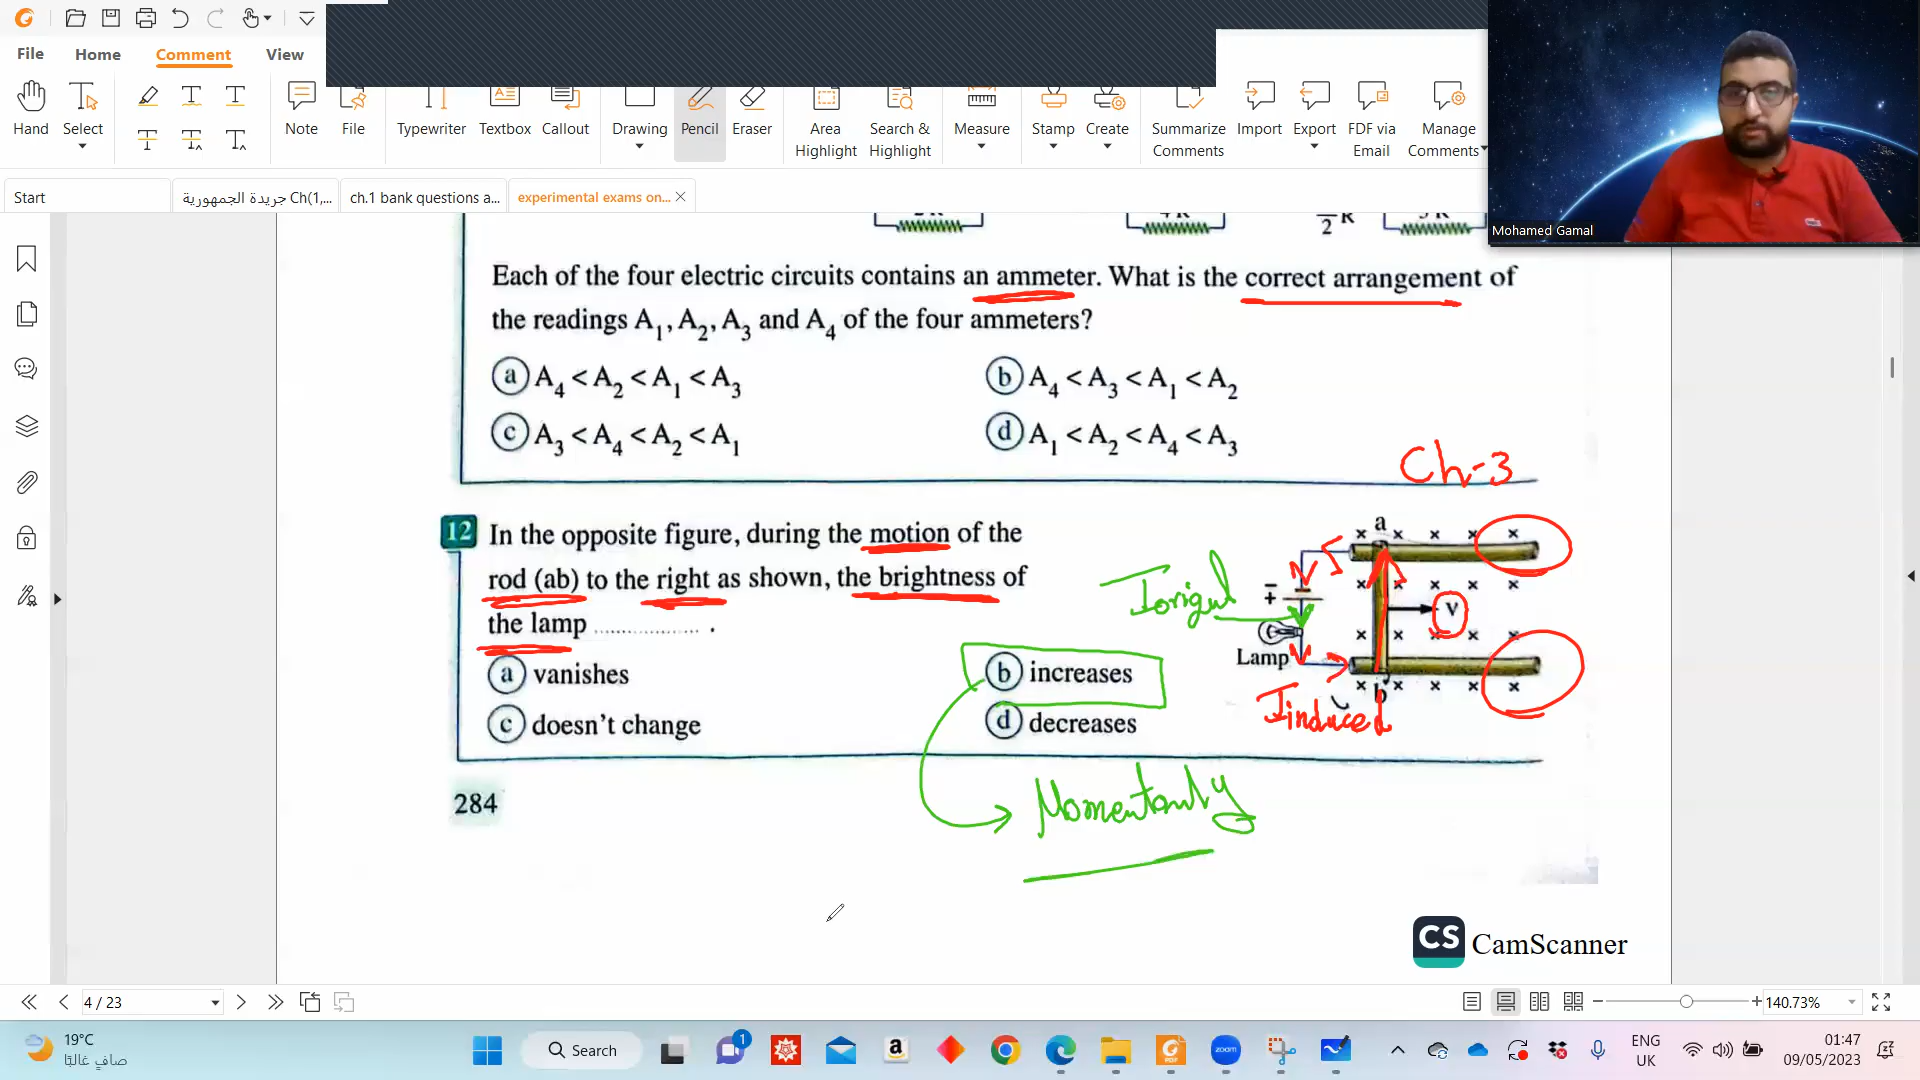 File Home Comment View
Hand Select Note File Typewriter Textbox Callout Drawing Pencil Eraser Area Highlight Search & Highlight Measure Stamp Create Summarize Comments Import Export FDF via Email Manage Comments
Mohamed Gamal
Start جريدة الجمهورية Ch(1,... ch.1 bank questions a... experimental exams on...
Each of the four electric circuits contains an ammeter. What is the correct arrangement of
the readings A₁, A₂, A₃ and A₄ of the four ammeters?
ⓐ A₄ < A₂ < A₁ < A₃
ⓑ A₄ < A₃ < A₁ < A₂
ⓒ A₃ < A₄ < A₂ < A₁
ⓓ A₁ < A₂ < A₄ < A₃
Ch-3
12 In the opposite figure, during the motion of the
rod (ab) to the right as shown, the brightness of
the lamp .................. .
ⓐ vanishes
ⓑ increases
ⓒ doesn't change
ⓓ decreases
a
V
Lamp
b
I induced
284
CS CamScanner
4 / 23
140.73%
19°C
صافٍ غالبًا
Search
1
zoom
ENG
UK
01:47
09/05/2023